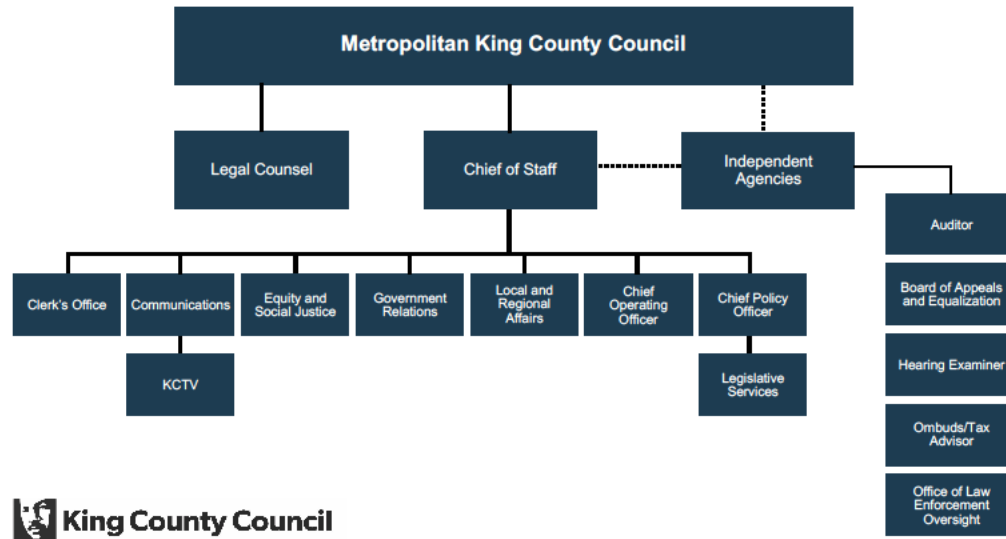 Metropolitan King County Council
Legal Counsel
Chief of Staff
Independent
Agencies
Auditor
Board of Appeals
and Equalization
Hearing Examiner
Ombuds/Tax
Advisor
Office of Law
Enforcement
Oversight
Clerk's Office
Communications
Equity and
Social Justice
Government
Relations
Local and
Regional
Affairs
Chief
Operating
Officer
Chief Policy
Officer
KCTV
Legislative
Services
King County Council